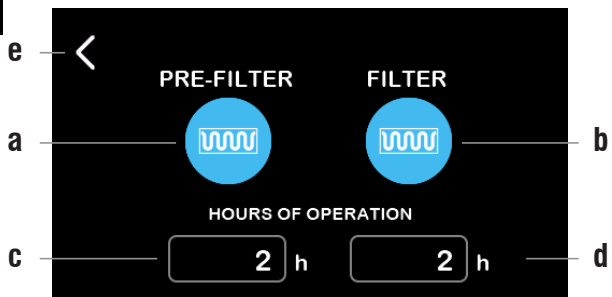 e
PRE-FILTER FILTER
a b
HOURS OF OPERATION
c 2 h 2 h d